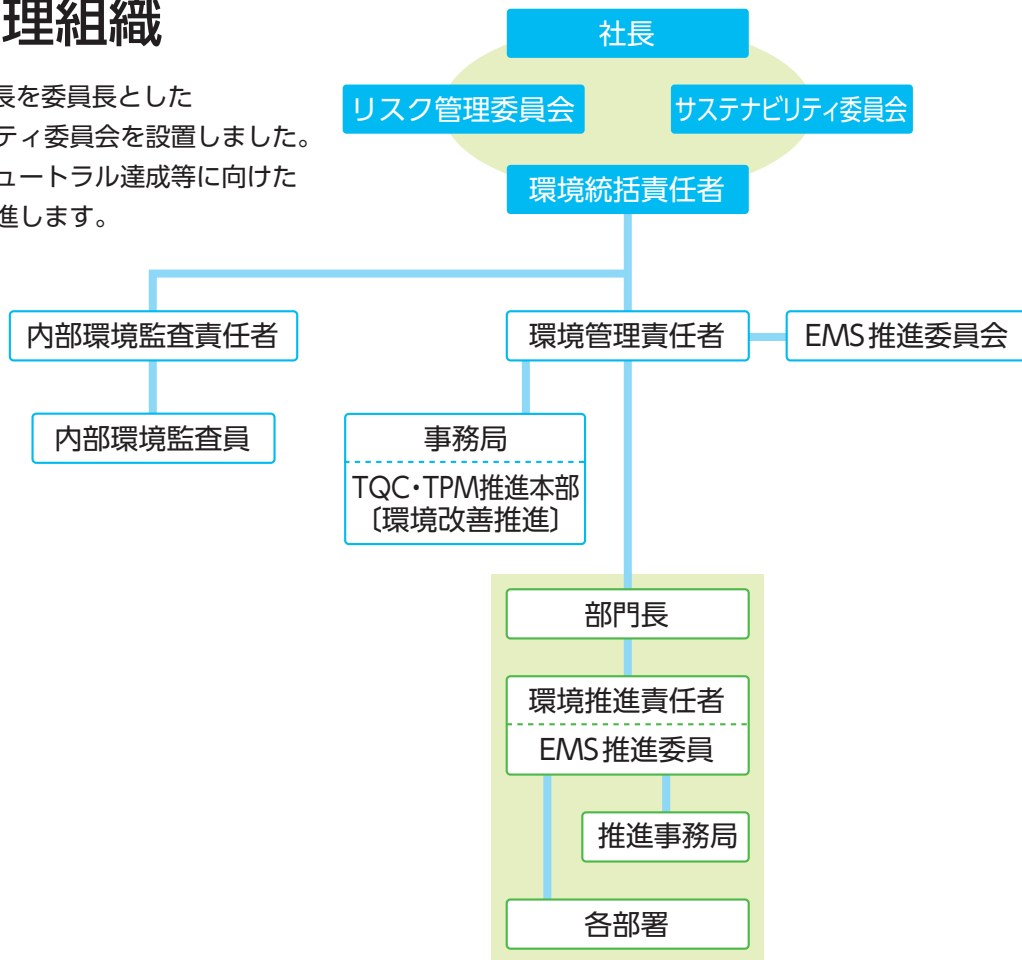 理組織
長を委員長とした
ティ委員会を設置しました。
ュートラル達成等に向けた
進します。
社長
リスク管理委員会
サステナビリティ委員会
環境統括責任者
内部環境監査責任者
環境管理責任者
EMS推進委員会
内部環境監査員
事務局
TQC・TPM推進本部
〔環境改善推進〕
部門長
環境推進責任者
EMS推進委員
推進事務局
各部署